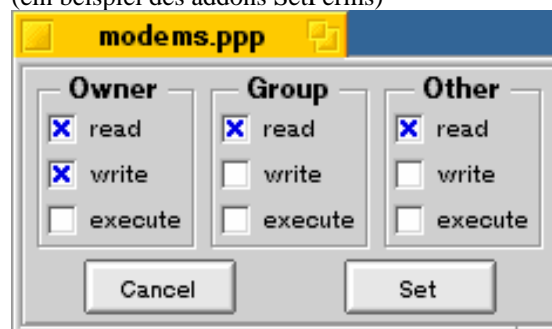 (ein beispiel des addons SetPerms)
modems.ppp
Owner Group Other
read read read
write write write
execute execute execute
Cancel Set